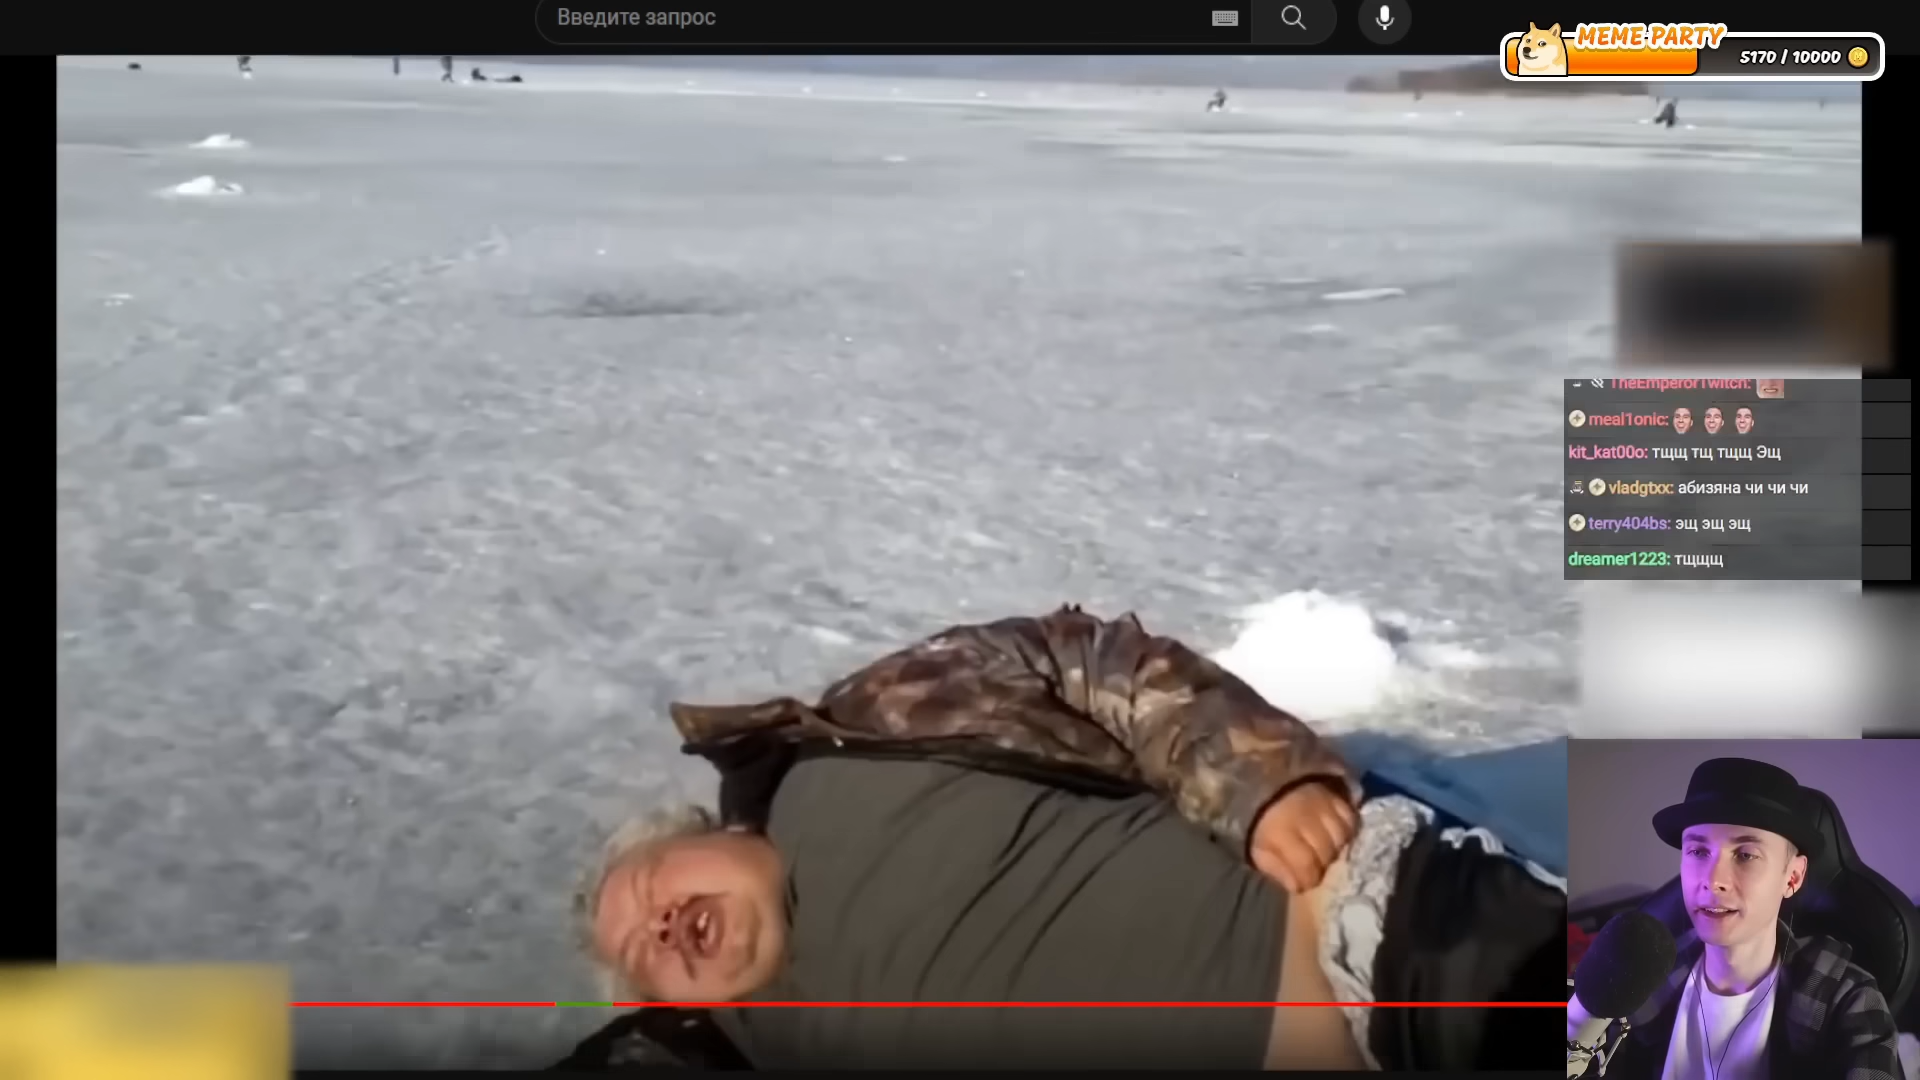 Введите запрос
MEME PARTY
5170 / 10000
TheEmperorTwitch:
meal1onic:
kit_kat00o: тщщ тщ тщщ Эщ
vladgtxx: абизяна чи чи чи
terry404bs: эщ эщ эщ
dreamer1223: тщщщ